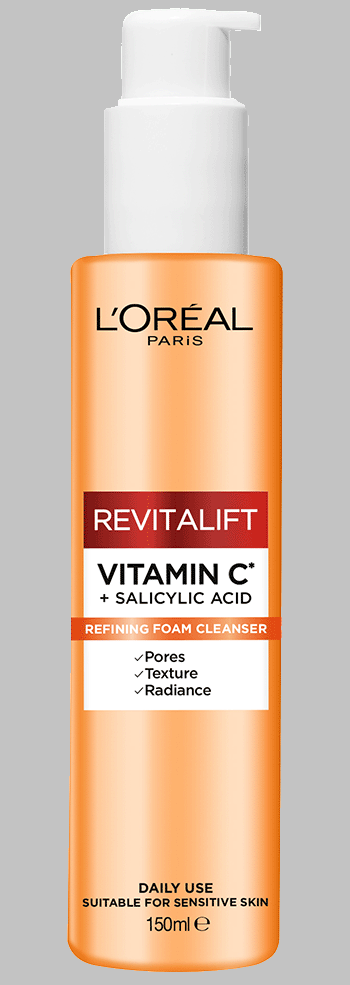 L'ORÉAL
PARiS
REVITALIFT
VITAMIN C*
+ SALICYLIC ACID
REFINING FOAM CLEANSER
✓Pores
✓Texture
✓Radiance
DAILY USE
SUITABLE FOR SENSITIVE SKIN
150ml ℮